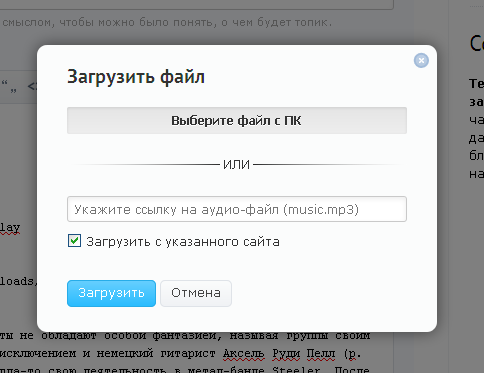 смыслом, чтобы можно было понять, о чем будет топик.
Загрузить файл
Выберите файл с ПК
ИЛИ
Укажите ссылку на аудио-файл (music.mp3)
Загрузить с указанного сайта
Загрузить
Отмена
lay
loads,
ты не обладают особой фантазией, называя группы своим
исключением и немецкий гитарист Аксель Руди Пелл (р.
свою деятельность в метал-банде Steeler. После
Те
за
ча
да
бл
на